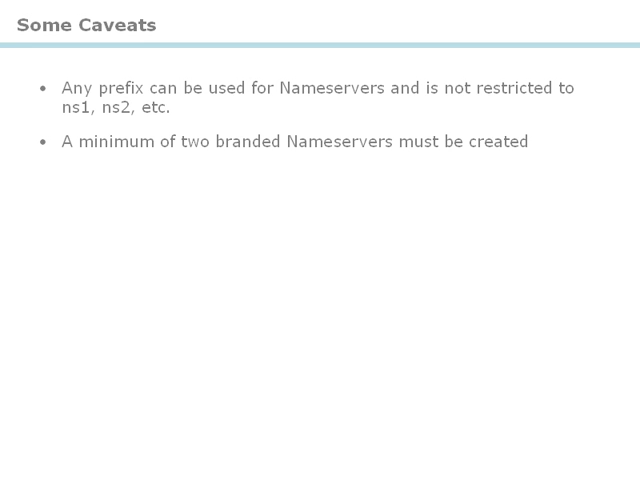 Some Caveats
• Any prefix can be used for Nameservers and is not restricted to
ns1, ns2, etc.
• A minimum of two branded Nameservers must be created